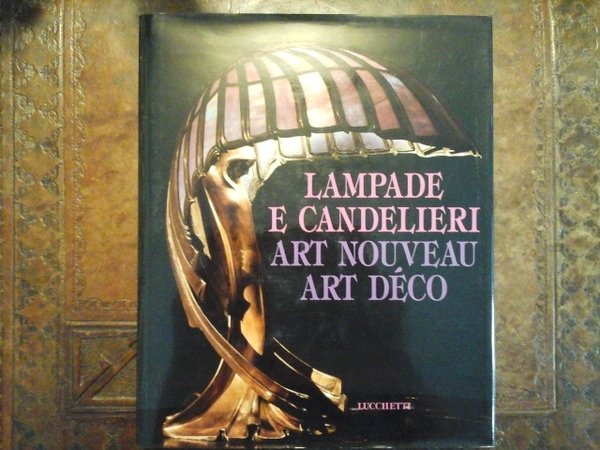 LAMPADE
E CANDELIERI
ART NOUVEAU
ART DÉCO
LUCCHETTI